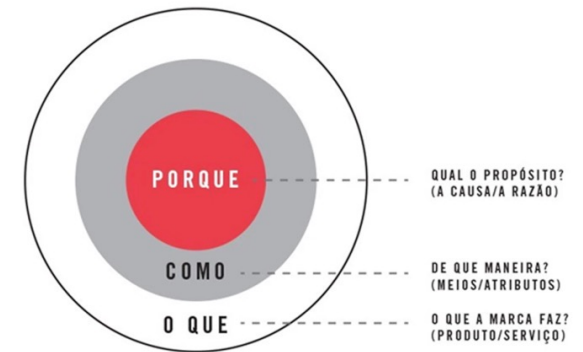 PORQUE
QUAL O PROPÓSITO?
(A CAUSA/A RAZÃO)
COMO
DE QUE MANEIRA?
(MEIOS/ATRIBUTOS)
O QUE
O QUE A MARCA FAZ?
(PRODUTO/SERVIÇO)